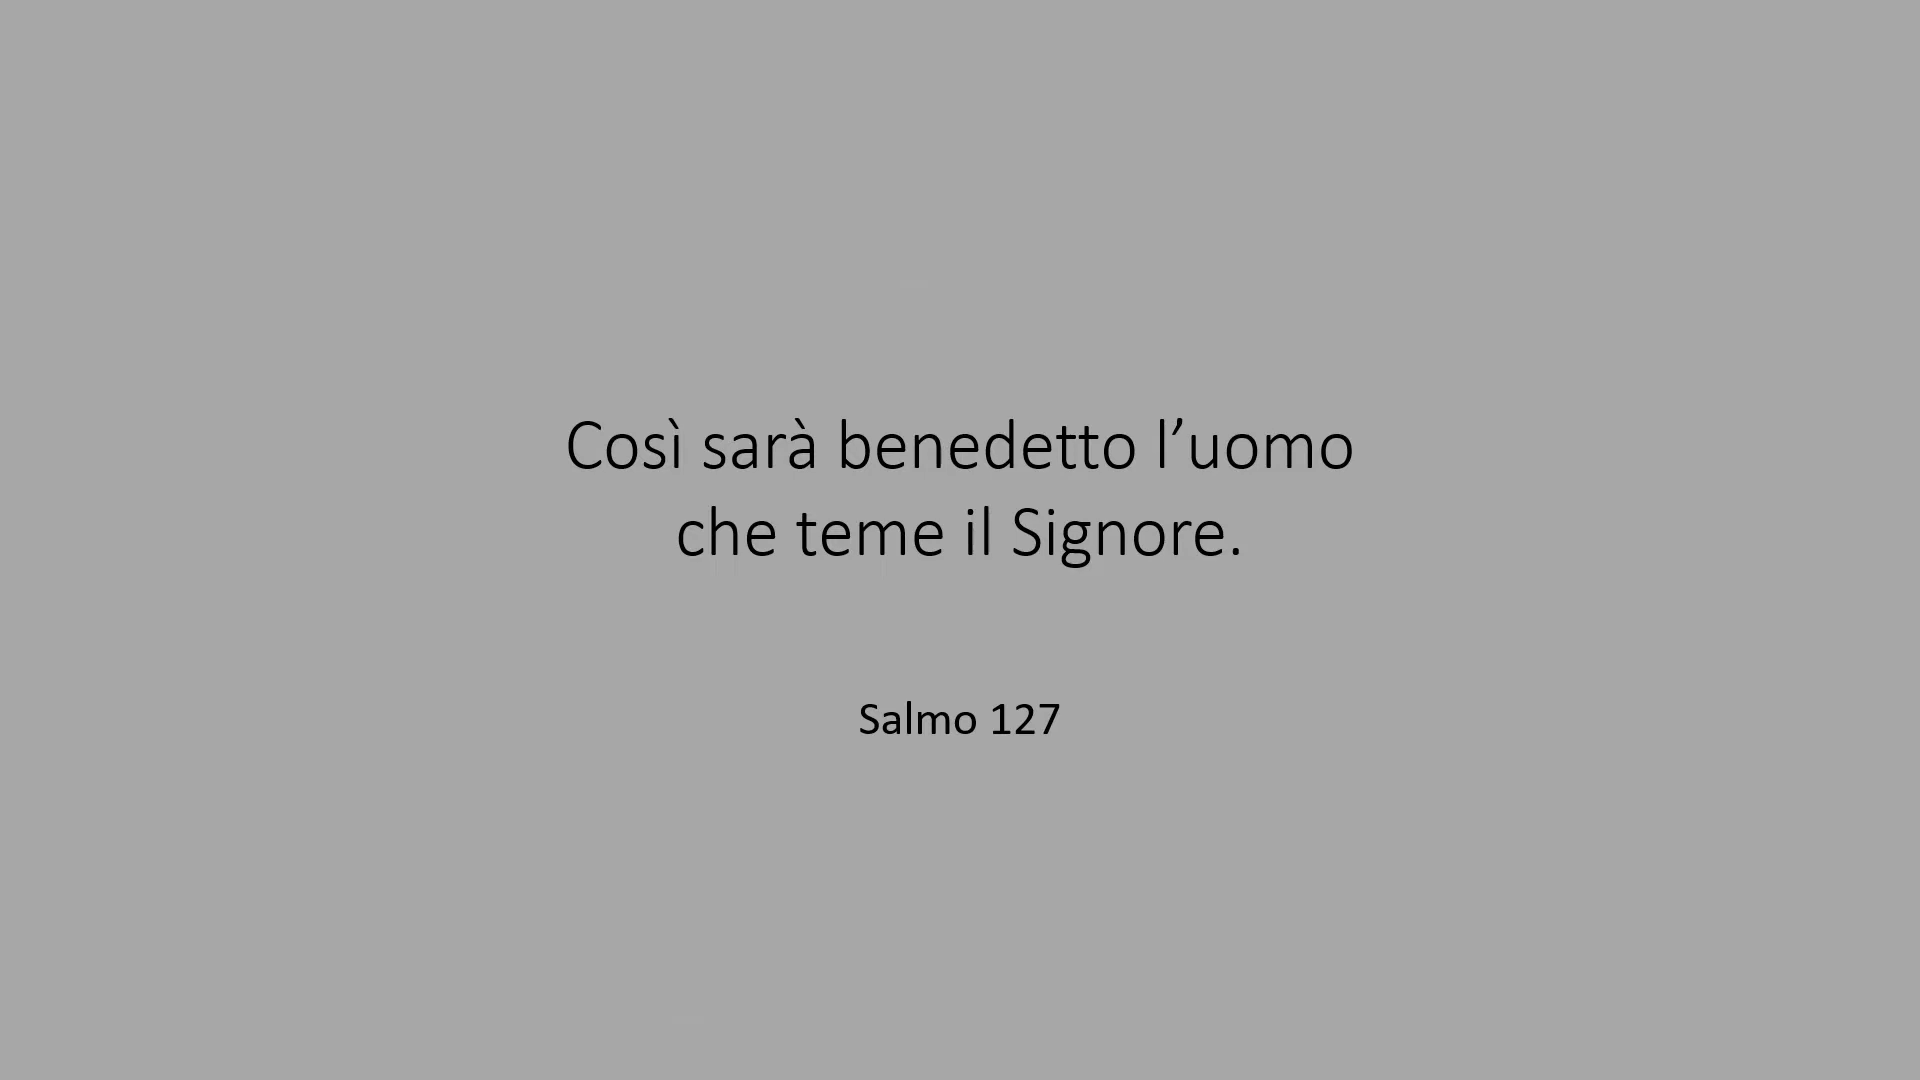 Così sarà benedetto l’uomo
che teme il Signore.
Salmo 127